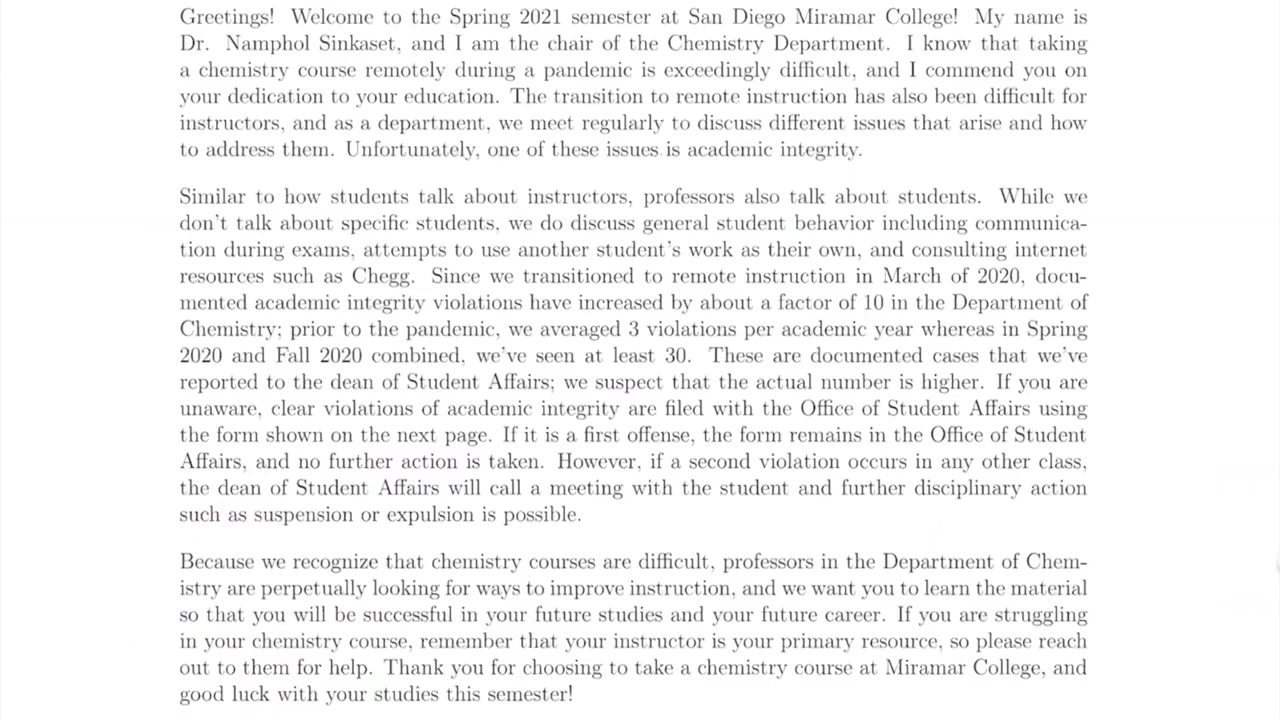 Greetings! Welcome to the Spring 2021 semester at San Diego Miramar College! My name is
Dr. Namphol Sinkaset, and I am the chair of the Chemistry Department. I know that taking
a chemistry course remotely during a pandemic is exceedingly difficult, and I commend you on
your dedication to your education. The transition to remote instruction has also been difficult for
instructors, and as a department, we meet regularly to discuss different issues that arise and how
to address them. Unfortunately, one of these issues is academic integrity.
Similar to how students talk about instructors, professors also talk about students. While we
don't talk about specific students, we do discuss general student behavior including communica-
tion during exams, attempts to use another student's work as their own, and consulting internet
resources such as Chegg. Since we transitioned to remote instruction in March of 2020, docu-
mented academic integrity violations have increased by about a factor of 10 in the Department of
Chemistry; prior to the pandemic, we averaged 3 violations per academic year whereas in Spring
2020 and Fall 2020 combined, we've seen at least 30. These are documented cases that we've
reported to the dean of Student Affairs; we suspect that the actual number is higher. If you are
unaware, clear violations of academic integrity are filed with the Office of Student Affairs using
the form shown on the next page. If it is a first offense, the form remains in the Office of Student
Affairs, and no further action is taken. However, if a second violation occurs in any other class,
the dean of Student Affairs will call a meeting with the student and further disciplinary action
such as suspension or expulsion is possible.
Because we recognize that chemistry courses are difficult, professors in the Department of Chem-
istry are perpetually looking for ways to improve instruction, and we want you to learn the material
so that you will be successful in your future studies and your future career. If you are struggling
in your chemistry course, remember that your instructor is your primary resource, so please reach
out to them for help. Thank you for choosing to take a chemistry course at Miramar College, and
good luck with your studies this semester!